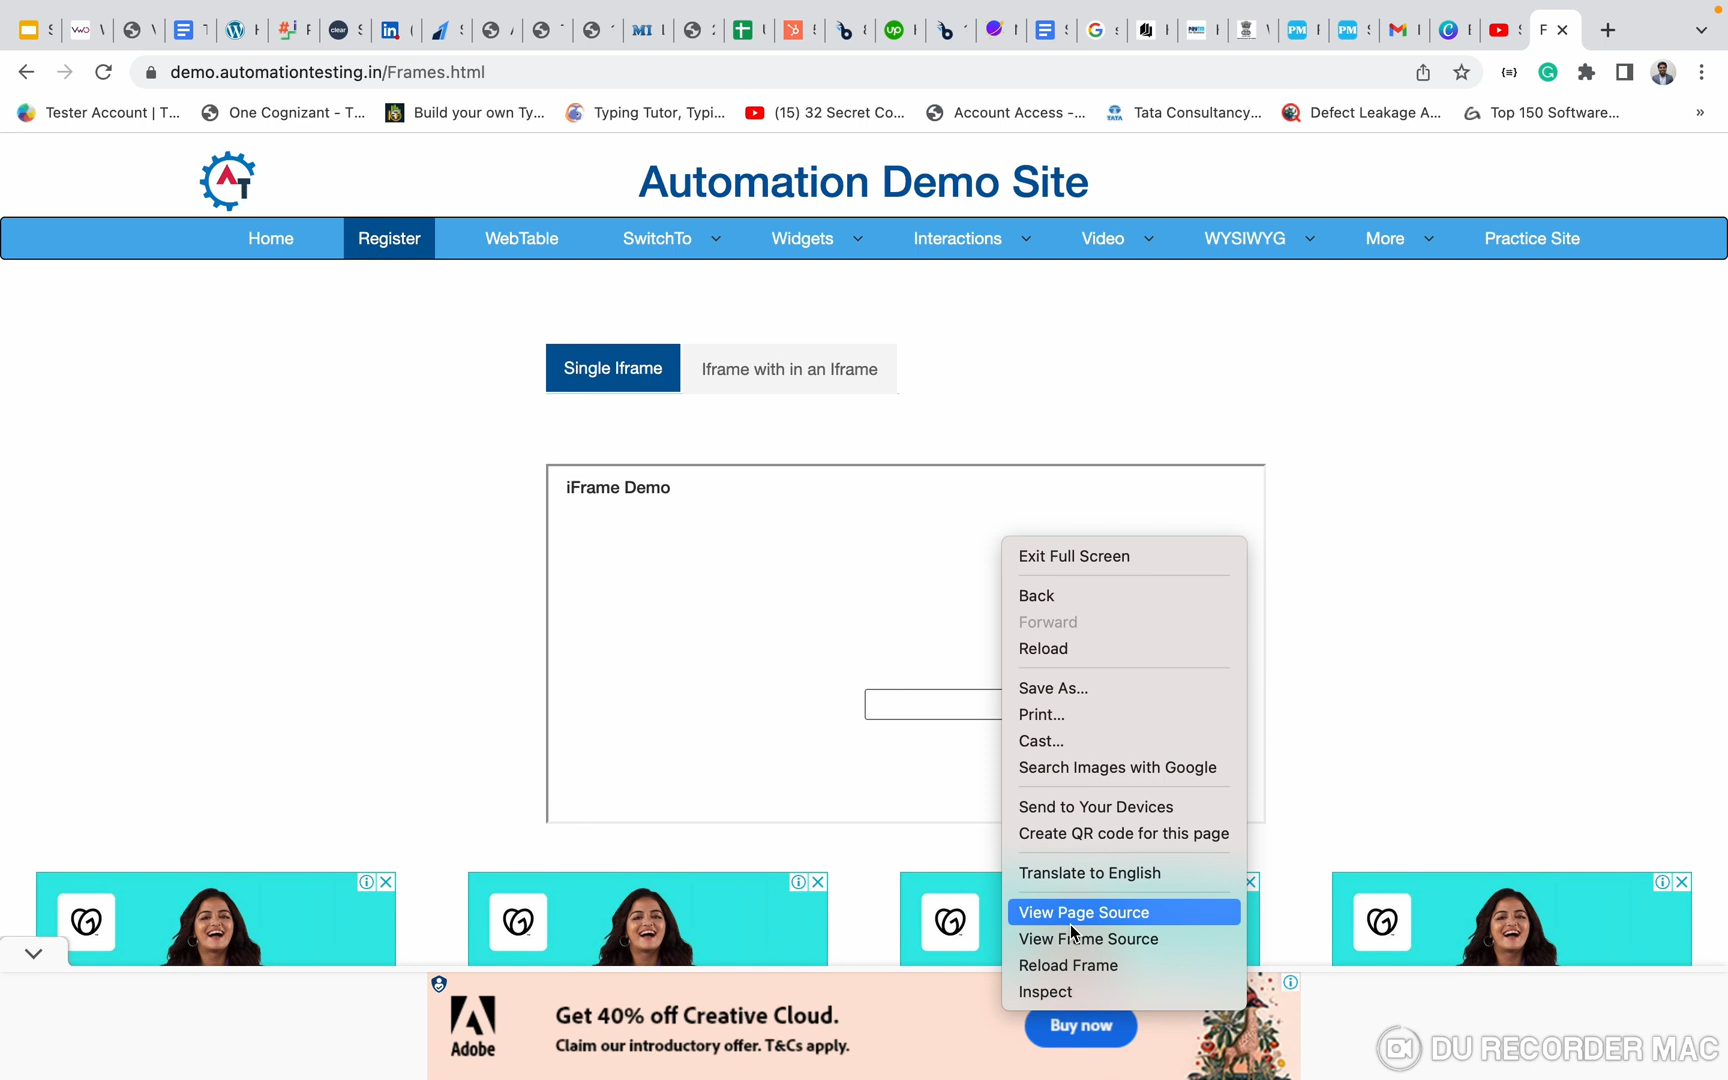 demo.automationtesting.in/Frames.html
Tester Account | T...
One Cognizant - T...
Build your own Ty...
Typing Tutor, Typi...
(15) 32 Secret Co...
Account Access -...
Tata Consultancy...
Defect Leakage A...
Top 150 Software...
»
Automation Demo Site
Home
Register
WebTable
SwitchTo
Widgets
Interactions
Video
WYSIWYG
More
Practice Site
Single Iframe
Iframe with in an Iframe
iFrame Demo
Exit Full Screen
Back
Forward
Reload
Save As...
Print...
Cast...
Search Images with Google
Send to Your Devices
Create QR code for this page
Translate to English
View Page Source
View Frame Source
Reload Frame
Inspect
Adobe
Get 40% off Creative Cloud.
Claim our introductory offer. T&Cs apply.
Buy now
DU RECORDER MAC